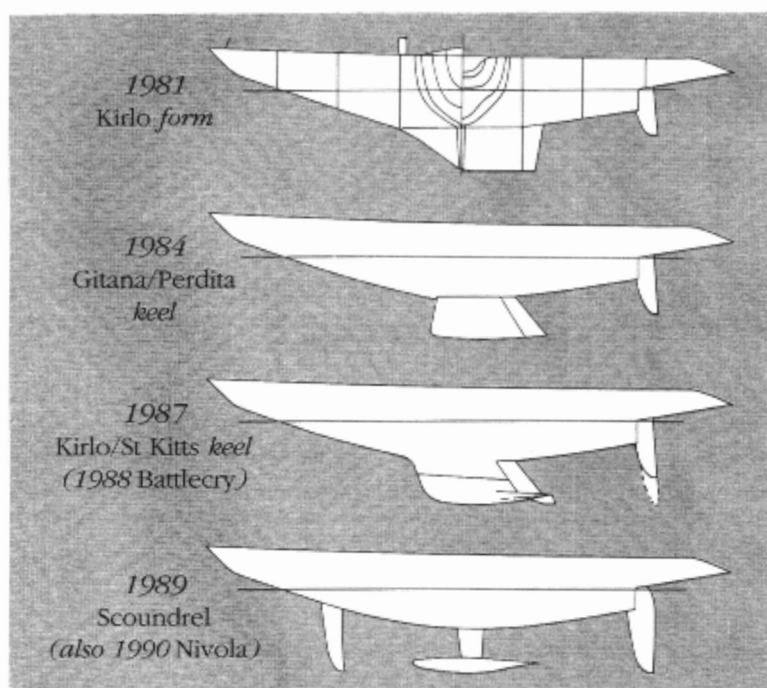 1981
Kirlo form
1984
Gitana/Perdita
keel
1987
Kirlo/St Kitts keel
(1988 Battlecry)
1989
Scoundrel
(also 1990 Nivola)